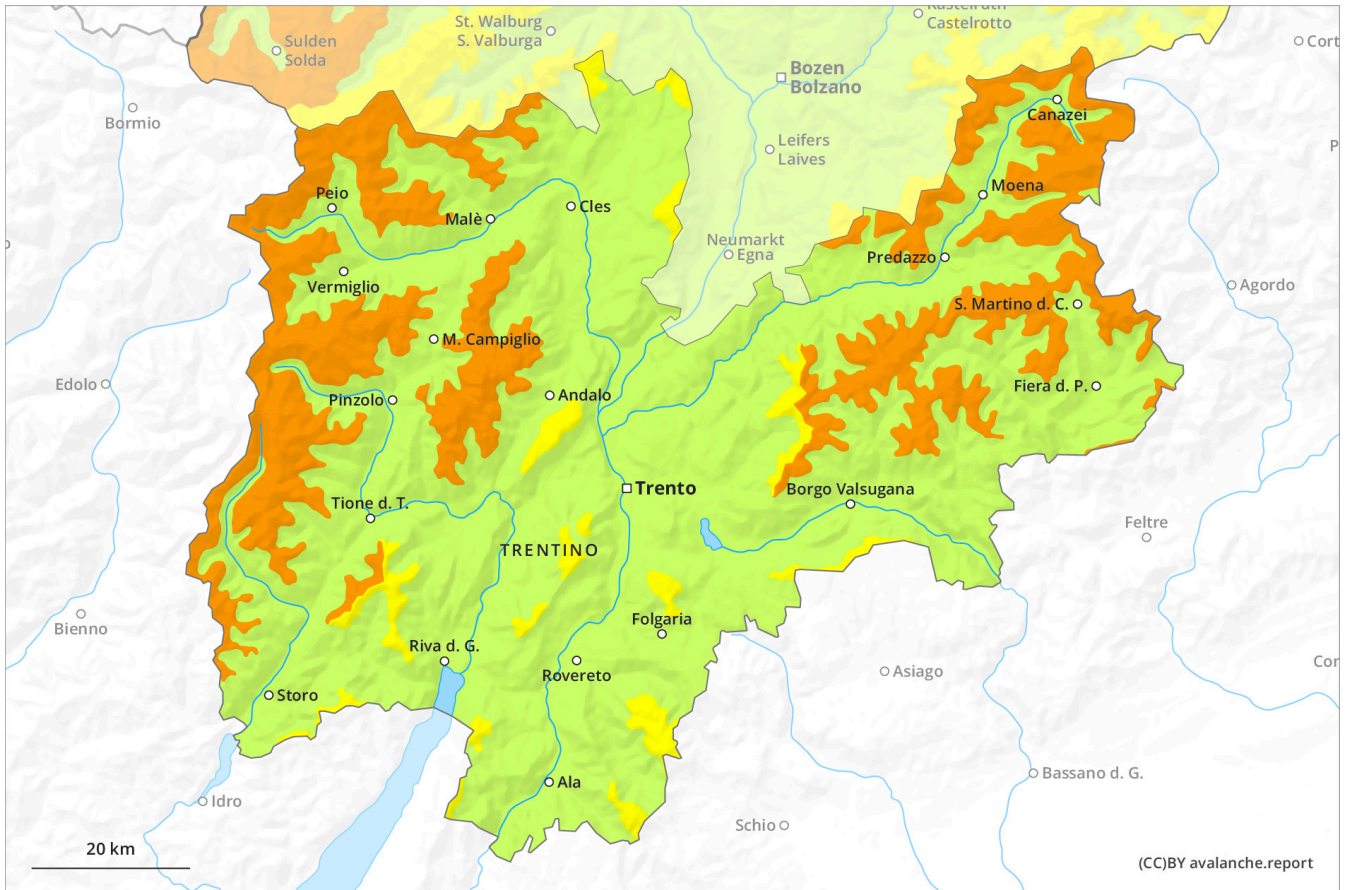 Kastelruth
Castelrotto
St. Walburg
S. Valburga
Sulden
Solda
Cort
Bozen
Bolzano
Bormio
Canazei
Leifers
Laives
P
Peio
Moena
Malè
Cles
Neumarkt
Egna
Predazzo
Vermiglio
Agordo
S. Martino d. C.
M. Campiglio
Edolo
Fiera d. P.
Andalo
Pinzolo
Trento
Borgo Valsugana
Tione d. T.
Feltre
TRENTINO
Bienno
Folgaria
Riva d. G.
Cor
Rovereto
Asiago
Storo
Bassano d. G.
Ala
Idro
Schio
20 km
(CC)BY avalanche.report